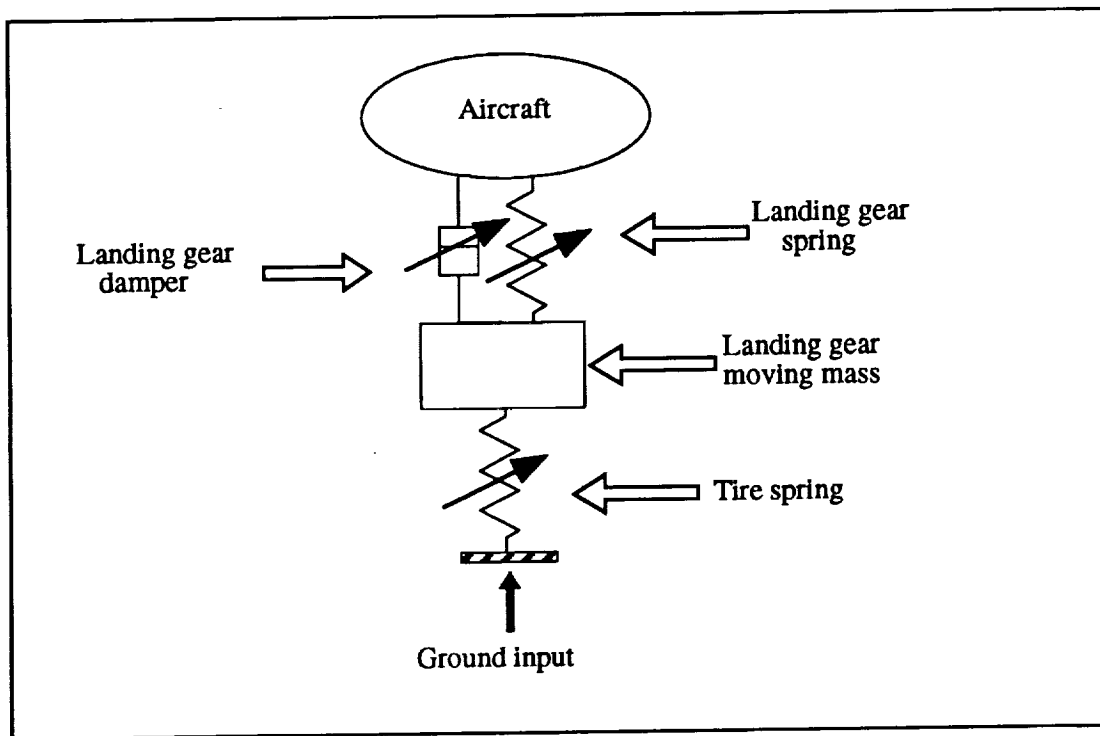 Aircraft
Landing gear
spring
Landing gear
damper
Landing gear
moving mass
Tire spring
Ground input